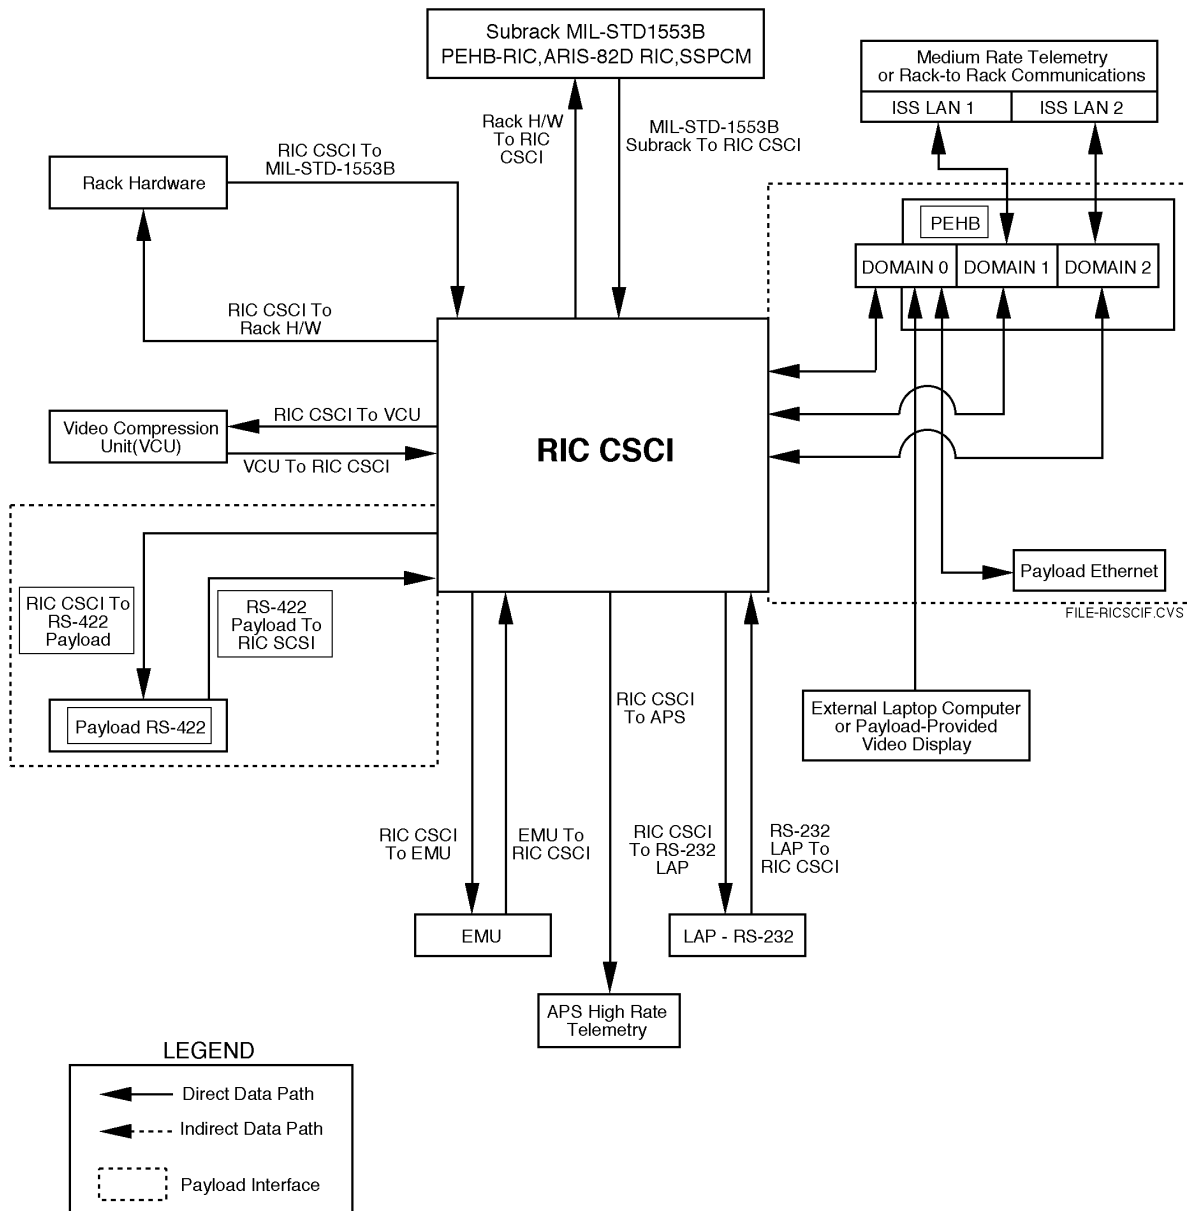 Subrack MIL-STD1553B
PEHB-RIC,ARIS-82D RIC,SSPCM
Medium Rate Telemetry
or Rack-to Rack Communications
ISS LAN 1
ISS LAN 2
Rack H/W
To RIC
CSCI
MIL-STD-1553B
Subrack To RIC CSCI
RIC CSCI To
MIL-STD-1553B
Rack Hardware
PEHB
DOMAIN 0
DOMAIN 1
DOMAIN 2
RIC CSCI To
Rack H/W
RIC CSCI To VCU
Video Compression
Unit(VCU)
VCU To RIC CSCI
RIC CSCI
RIC CSCI To
RS-422
Payload
RS-422
Payload To
RIC SCSI
Payload RS-422
Payload Ethernet
FILE-RICSCIF.CVS
External Laptop Computer
or Payload-Provided
Video Display
RIC CSCI
To APS
RIC CSCI
To EMU
EMU To
RIC CSCI
RIC CSCI
To RS-232
LAP
RS-232
LAP To
RIC CSCI
EMU
LAP - RS-232
APS High Rate
Telemetry
LEGEND
Direct Data Path
Indirect Data Path
Payload Interface